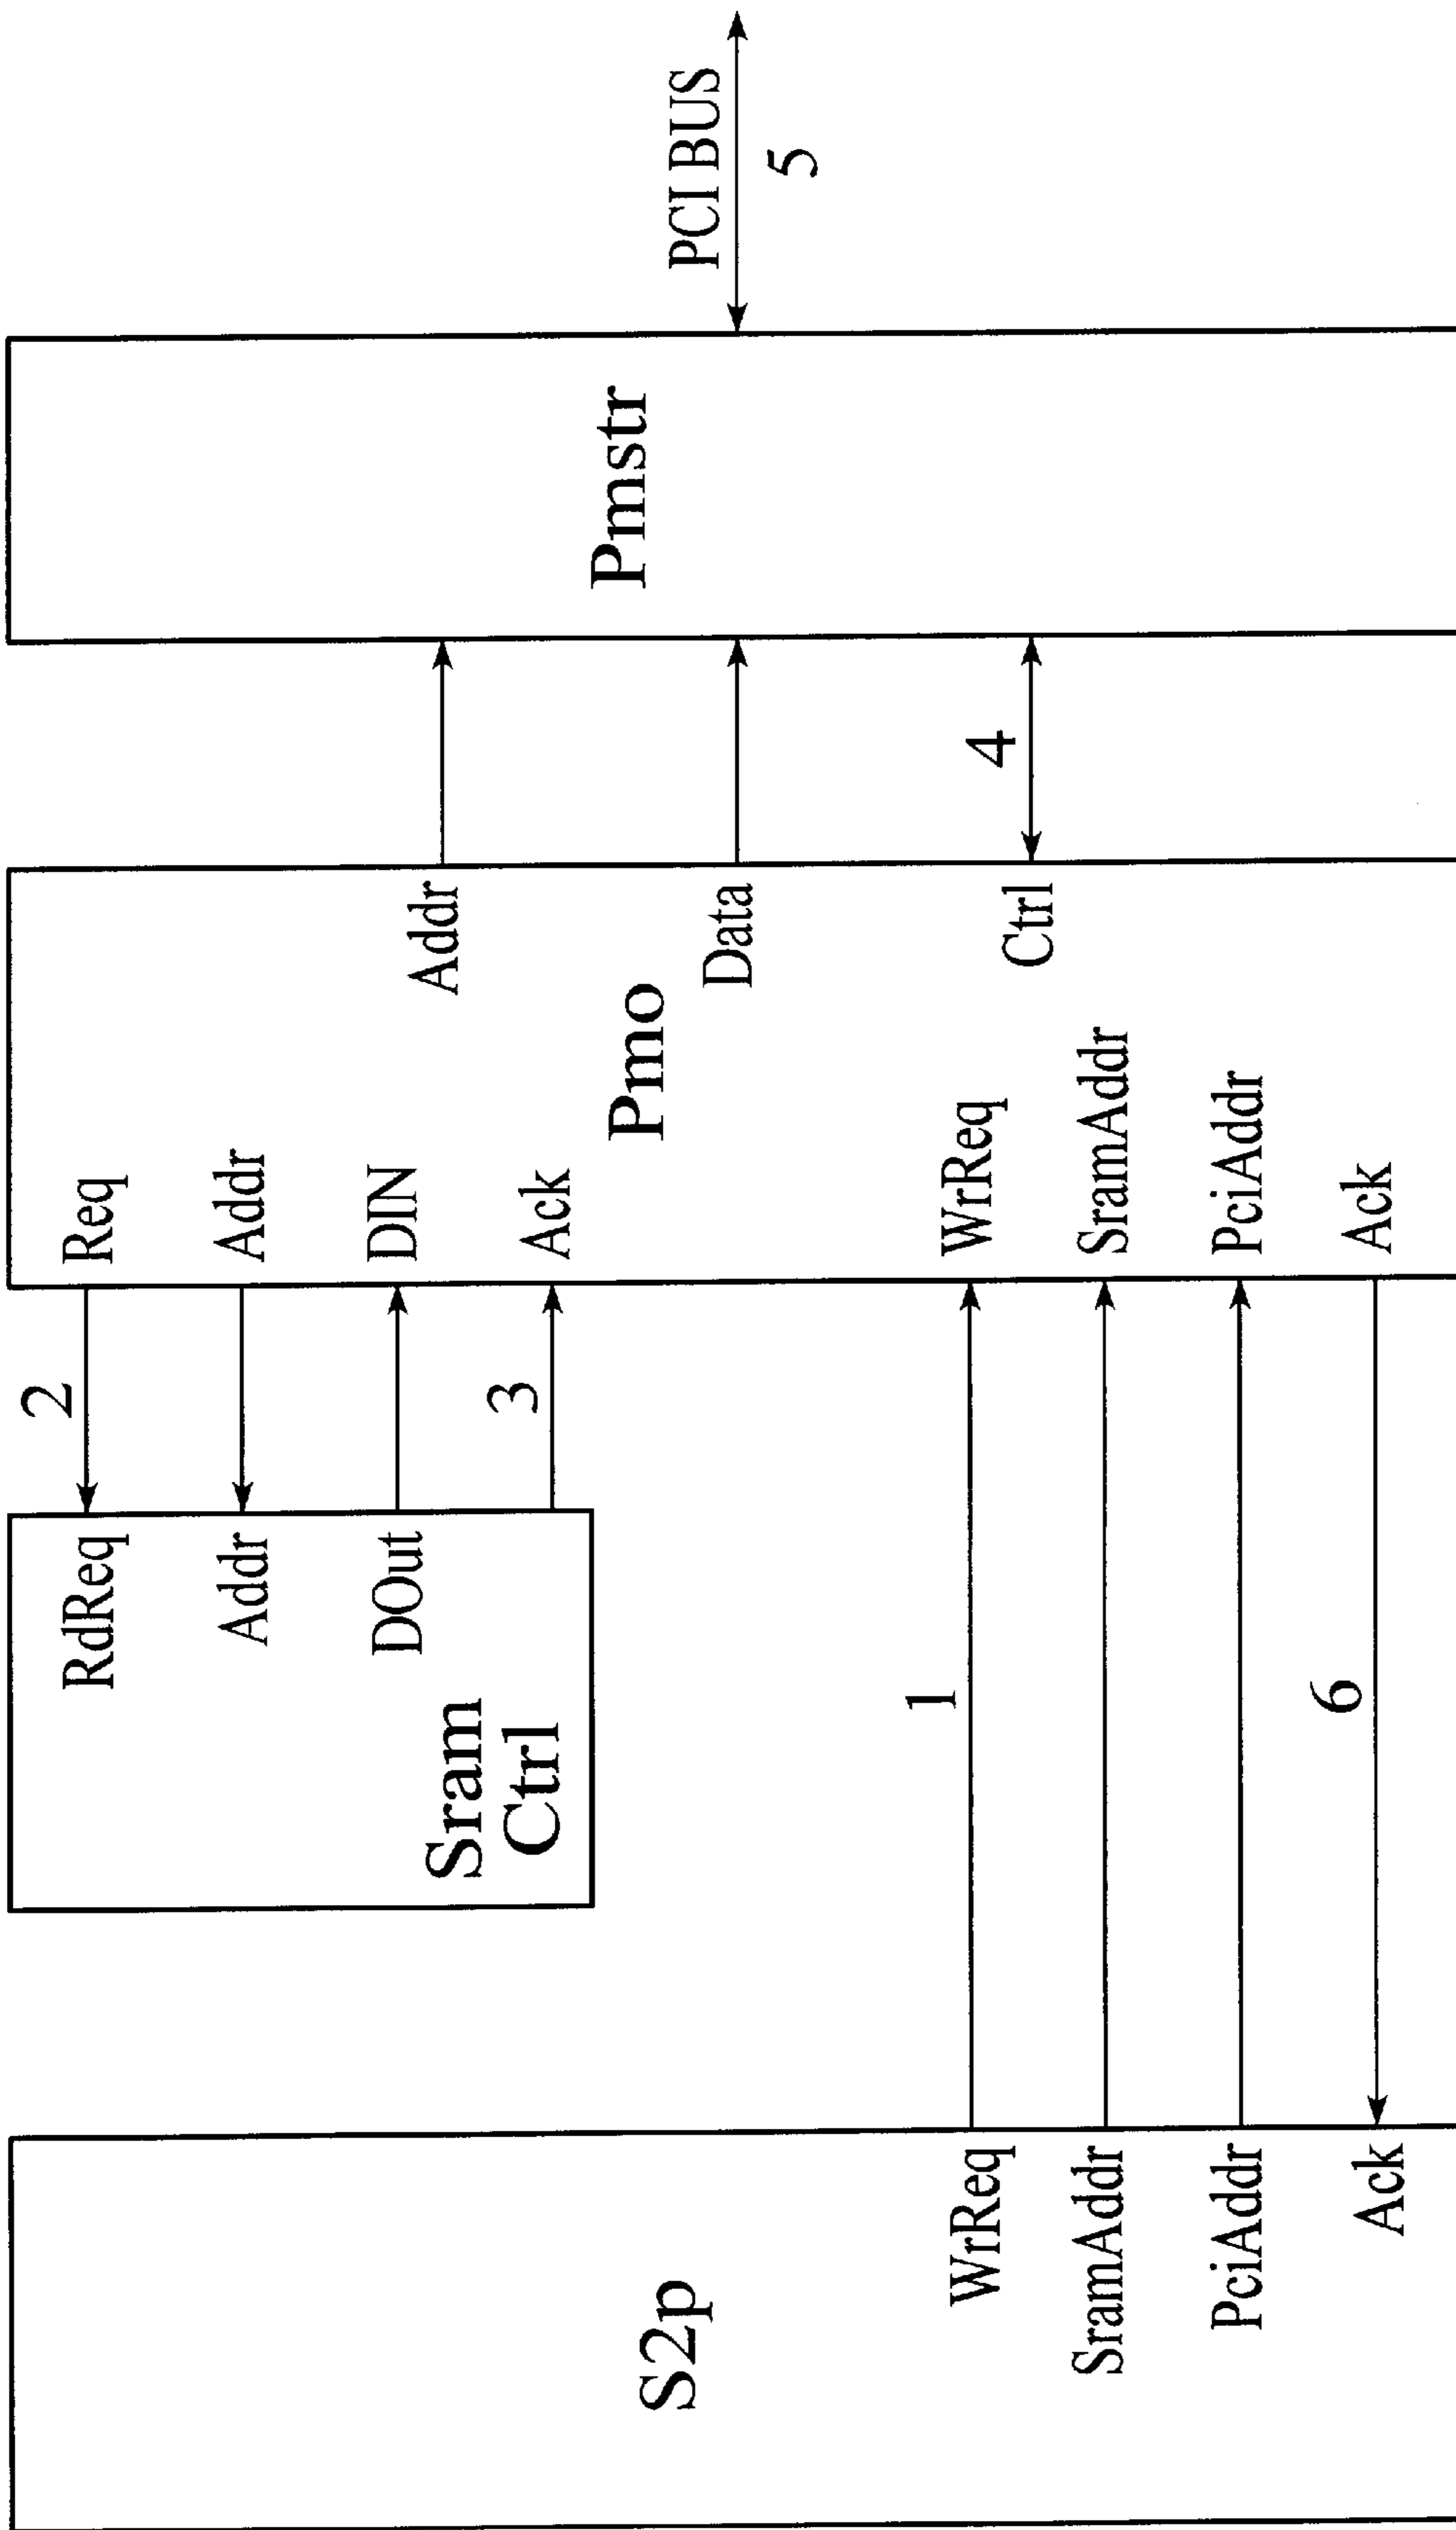 S2p
WrReq
SramAddr
PciAddr
Ack
Sram
Ctrl
RdReq
Addr
DOut
2
3
1
6
Req
Addr
DIN
Ack
WrReq
SramAddr
PciAddr
Ack
Pmo
Addr
Data
Ctrl
4
Pmstr
PCI BUS
5